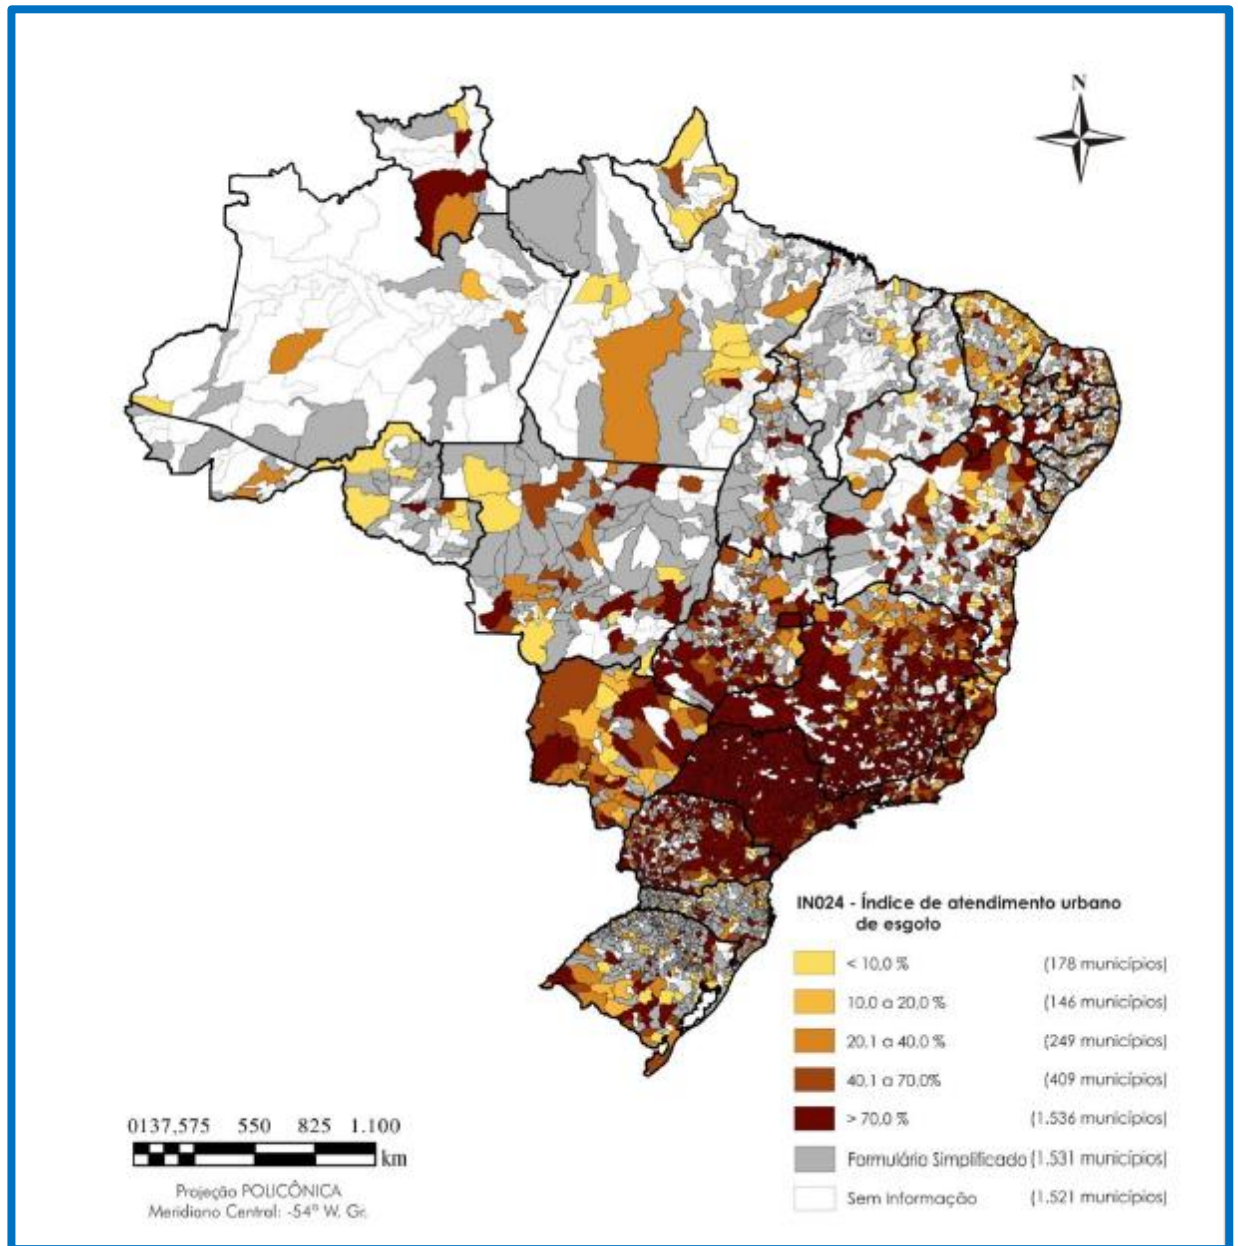 N
IN024 - Índice de atendimento urbano
de esgoto
< 10,0 % (178 municípios)
10,0 a 20,0 % (146 municípios)
20,1 a 40,0 % (249 municípios)
40,1 a 70,0% (409 municípios)
> 70,0 % (1.536 municípios)
Formulário Simplificado (1.531 municípios)
Sem Informação (1.521 municípios)
0137,575 550 825 1.100
km
Projeção POLICÔNICA
Meridiano Central: -54º W. Gr.